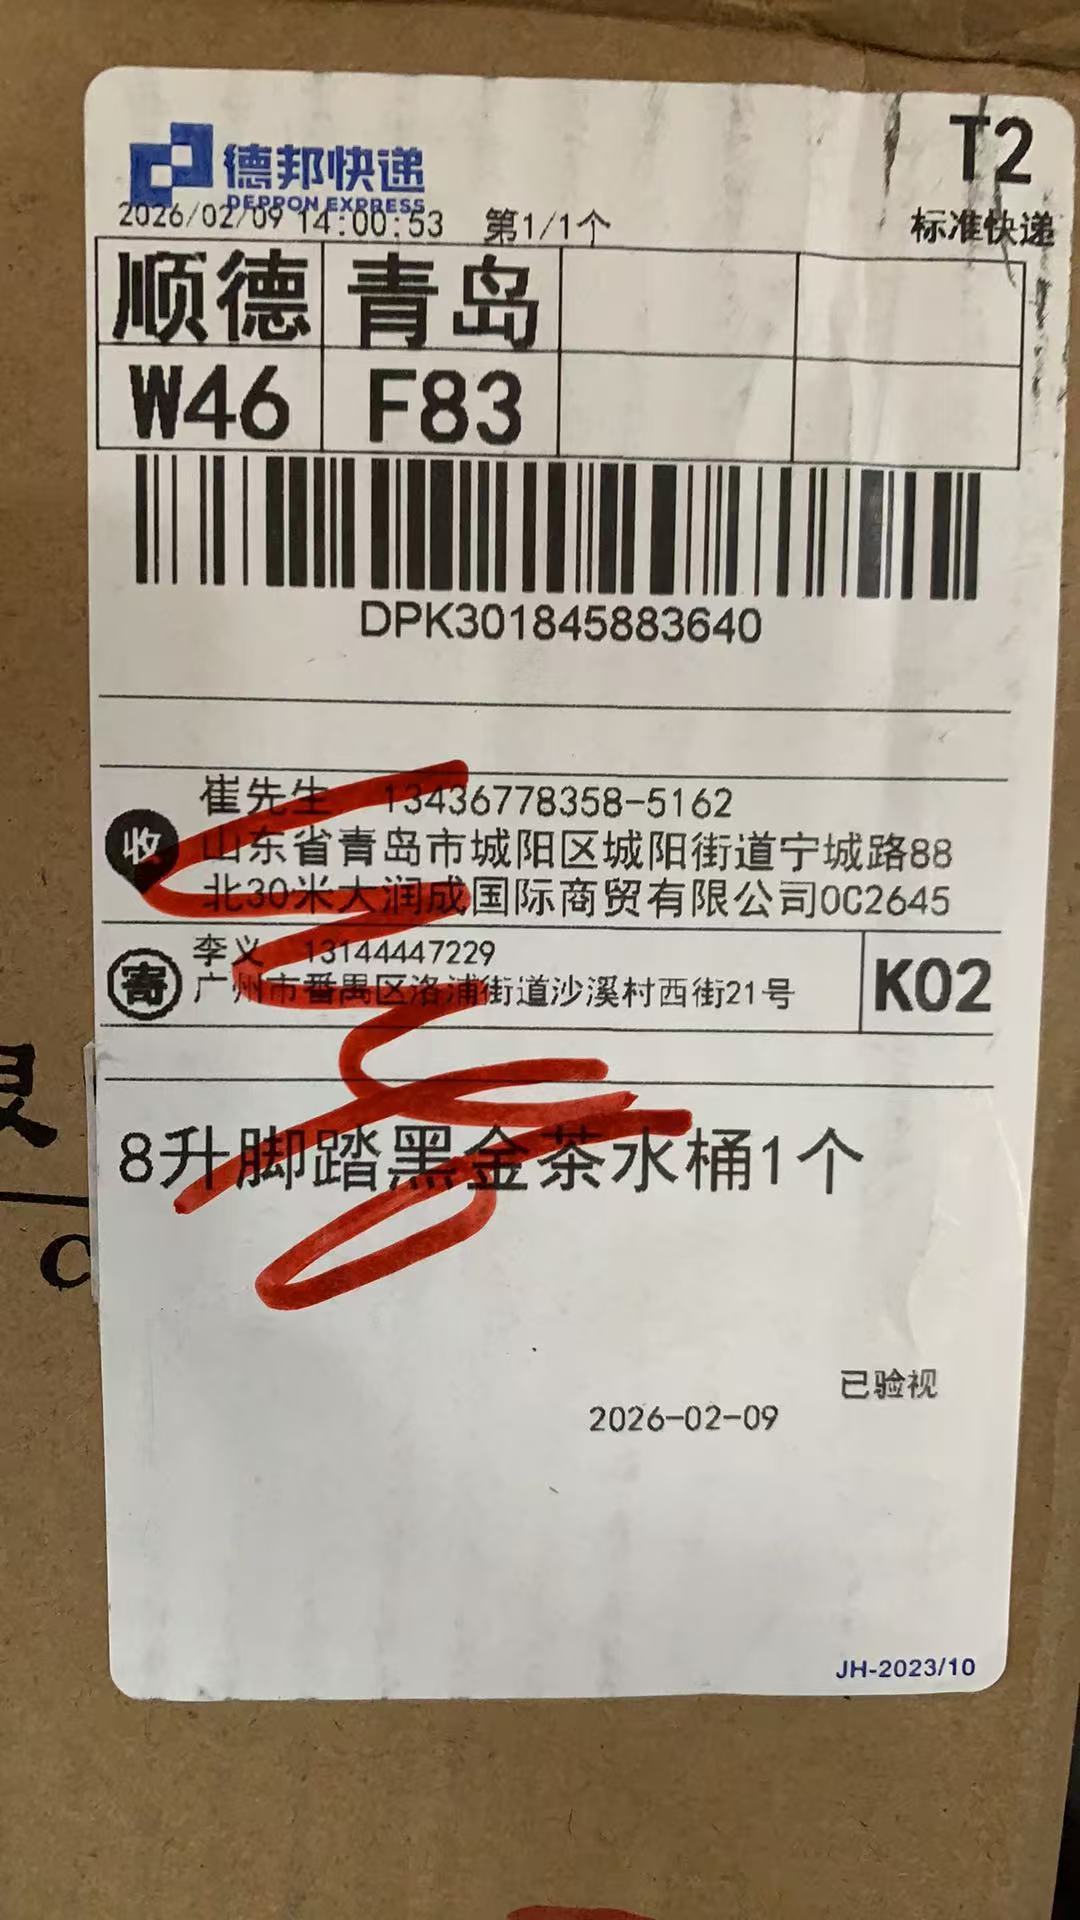 德邦快递
DEPPON EXPRESS
T2
2026/02/09 14:00:53 第1/1个
标准快递
顺德 青岛
W46 F83
DPK301845883640
收
崔先生 13436778358-5162
山东省青岛市城阳区城阳街道宁城路88
北30米大润成国际商贸有限公司0C2645
寄
李义 13144447229
广州市番禺区洛浦街道沙溪村西街21号
K02
8升脚踏黑金茶水桶1个
已验视
2026-02-09
JH-2023/10